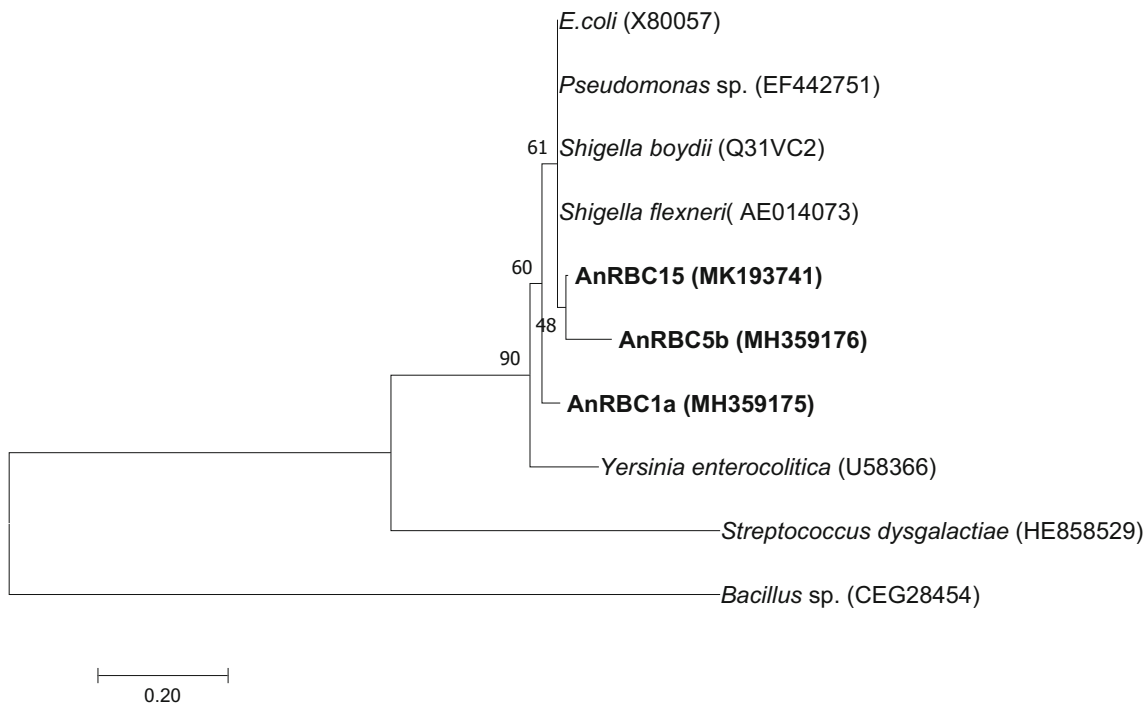 E.coli (X80057)
Pseudomonas sp. (EF442751)
61
Shigella boydii (Q31VC2)
Shigella flexneri( AE014073)
60
AnRBC15 (MK193741)
48
AnRBC5b (MH359176)
90
AnRBC1a (MH359175)
Yersinia enterocolitica (U58366)
Streptococcus dysgalactiae (HE858529)
Bacillus sp. (CEG28454)
0.20